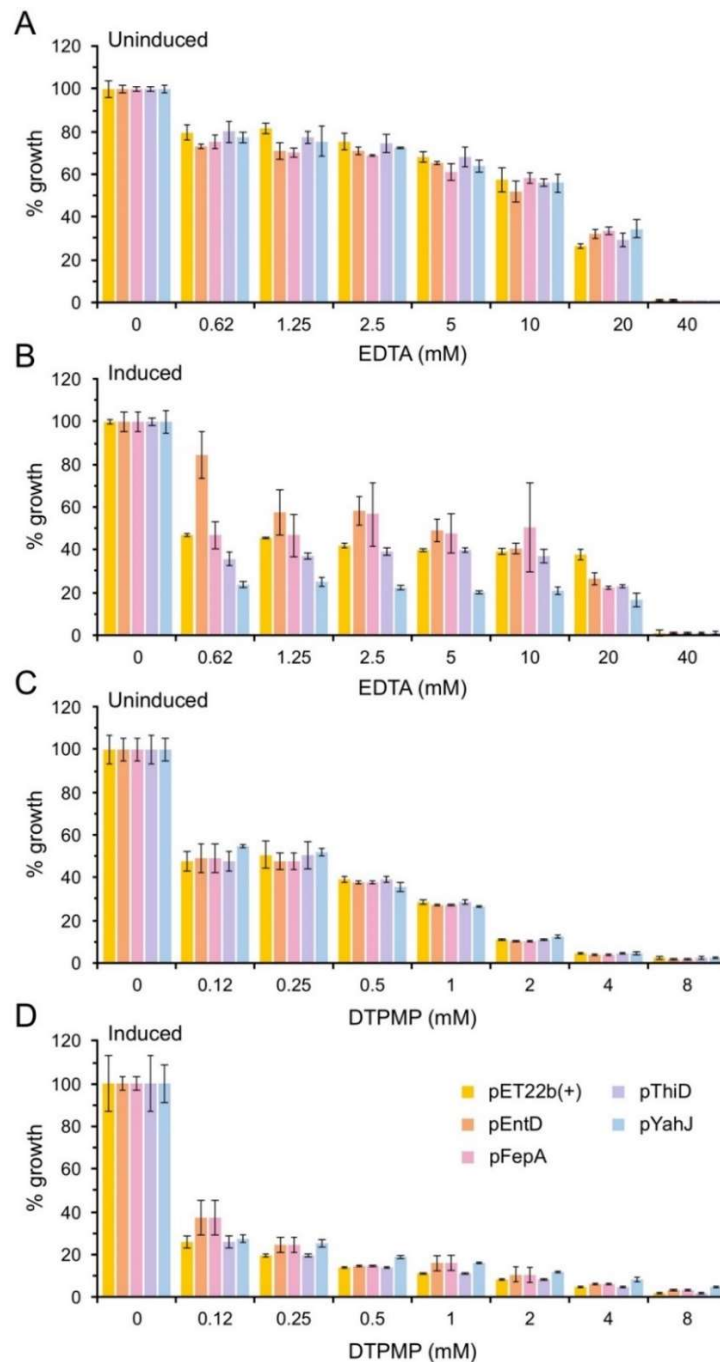 A
Uninduced
120
100
80
60
40
20
0
% growth
0 0.62 1.25 2.5 5 10 20 40
EDTA (mM)
B
Induced
120
100
80
60
40
20
0
% growth
0 0.62 1.25 2.5 5 10 20 40
EDTA (mM)
C
Uninduced
120
100
80
60
40
20
0
% growth
0 0.12 0.25 0.5 1 2 4 8
DTPMP (mM)
D
Induced
120
100
80
60
40
20
0
% growth
pET22b(+) pThiD
pEntD pYahJ
pFepA
0 0.12 0.25 0.5 1 2 4 8
DTPMP (mM)